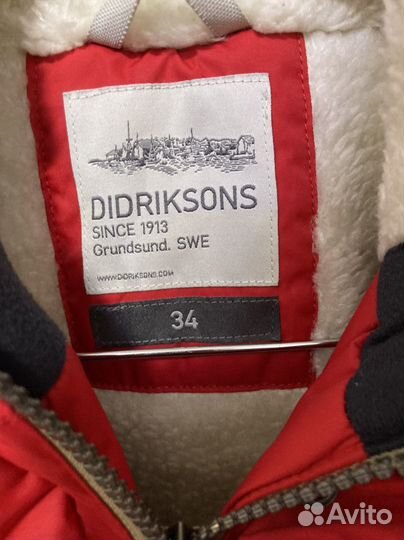 DIDRIKSONS
SINCE 1913
Grundsund. SWE
WWW.DIDRIKSONS.COM
34
Avito